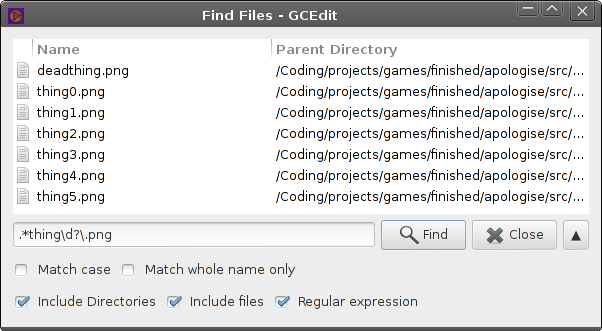 Find Files - GCEdit
Name Parent Directory
deadthing.png /Coding/projects/games/finished/apologise/src/...
thing0.png /Coding/projects/games/finished/apologise/src/...
thing1.png /Coding/projects/games/finished/apologise/src/...
thing2.png /Coding/projects/games/finished/apologise/src/...
thing3.png /Coding/projects/games/finished/apologise/src/...
thing4.png /Coding/projects/games/finished/apologise/src/...
thing5.png /Coding/projects/games/finished/apologise/src/...
.*thing\d?\.png Find Close ▲
Match case Match whole name only
Include Directories Include files Regular expression